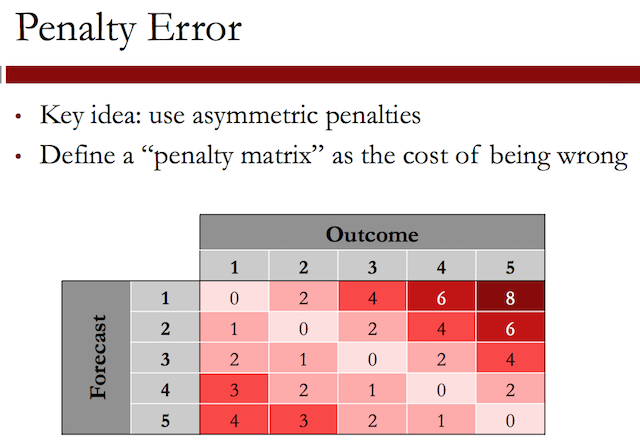 Penalty Error
• Key idea: use asymmetric penalties
• Define a “penalty matrix” as the cost of being wrong
Outcome
1 2 3 4 5
Forecast
1 0 2 4 6 8
2 1 0 2 4 6
3 2 1 0 2 4
4 3 2 1 0 2
5 4 3 2 1 0